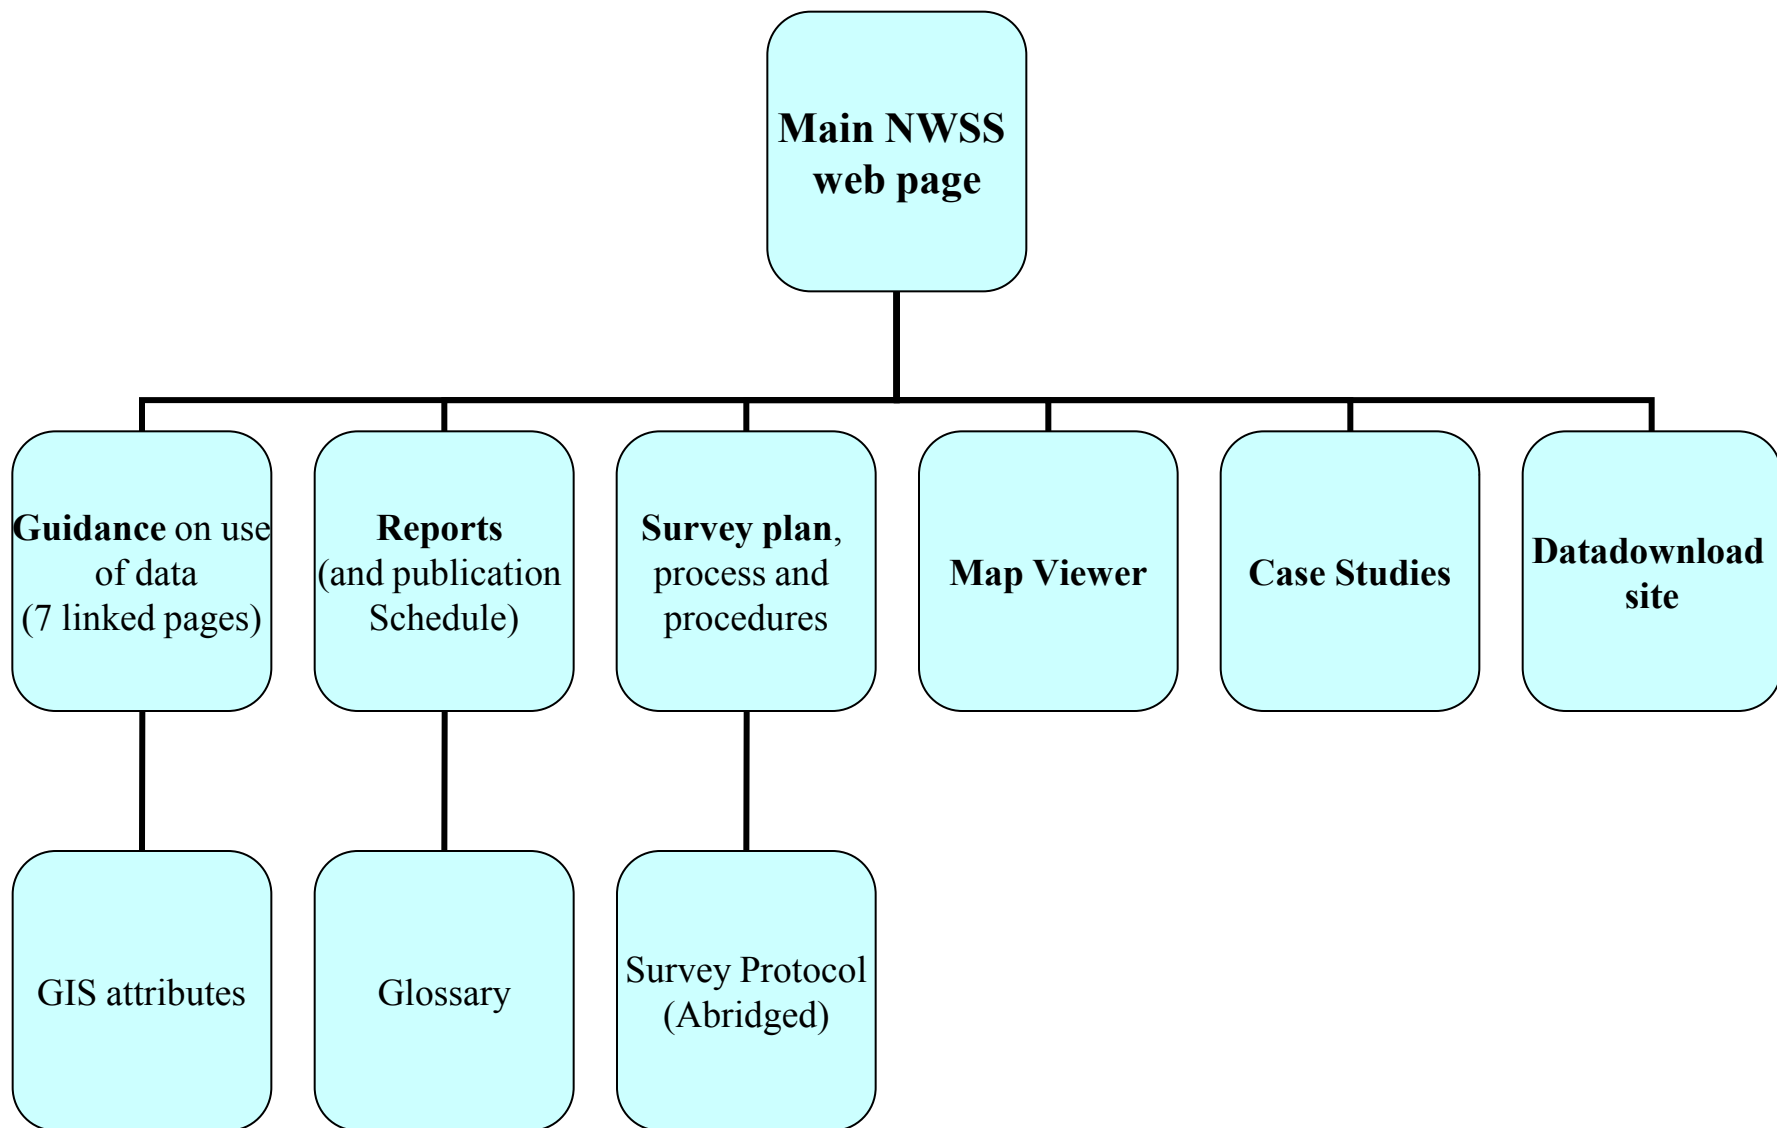 Main NWSS
web page
Guidance on use
of data
(7 linked pages)
Reports
(and publication
Schedule)
Survey plan,
process and
procedures
Map Viewer
Case Studies
Datadownload
site
GIS attributes
Glossary
Survey Protocol
(Abridged)